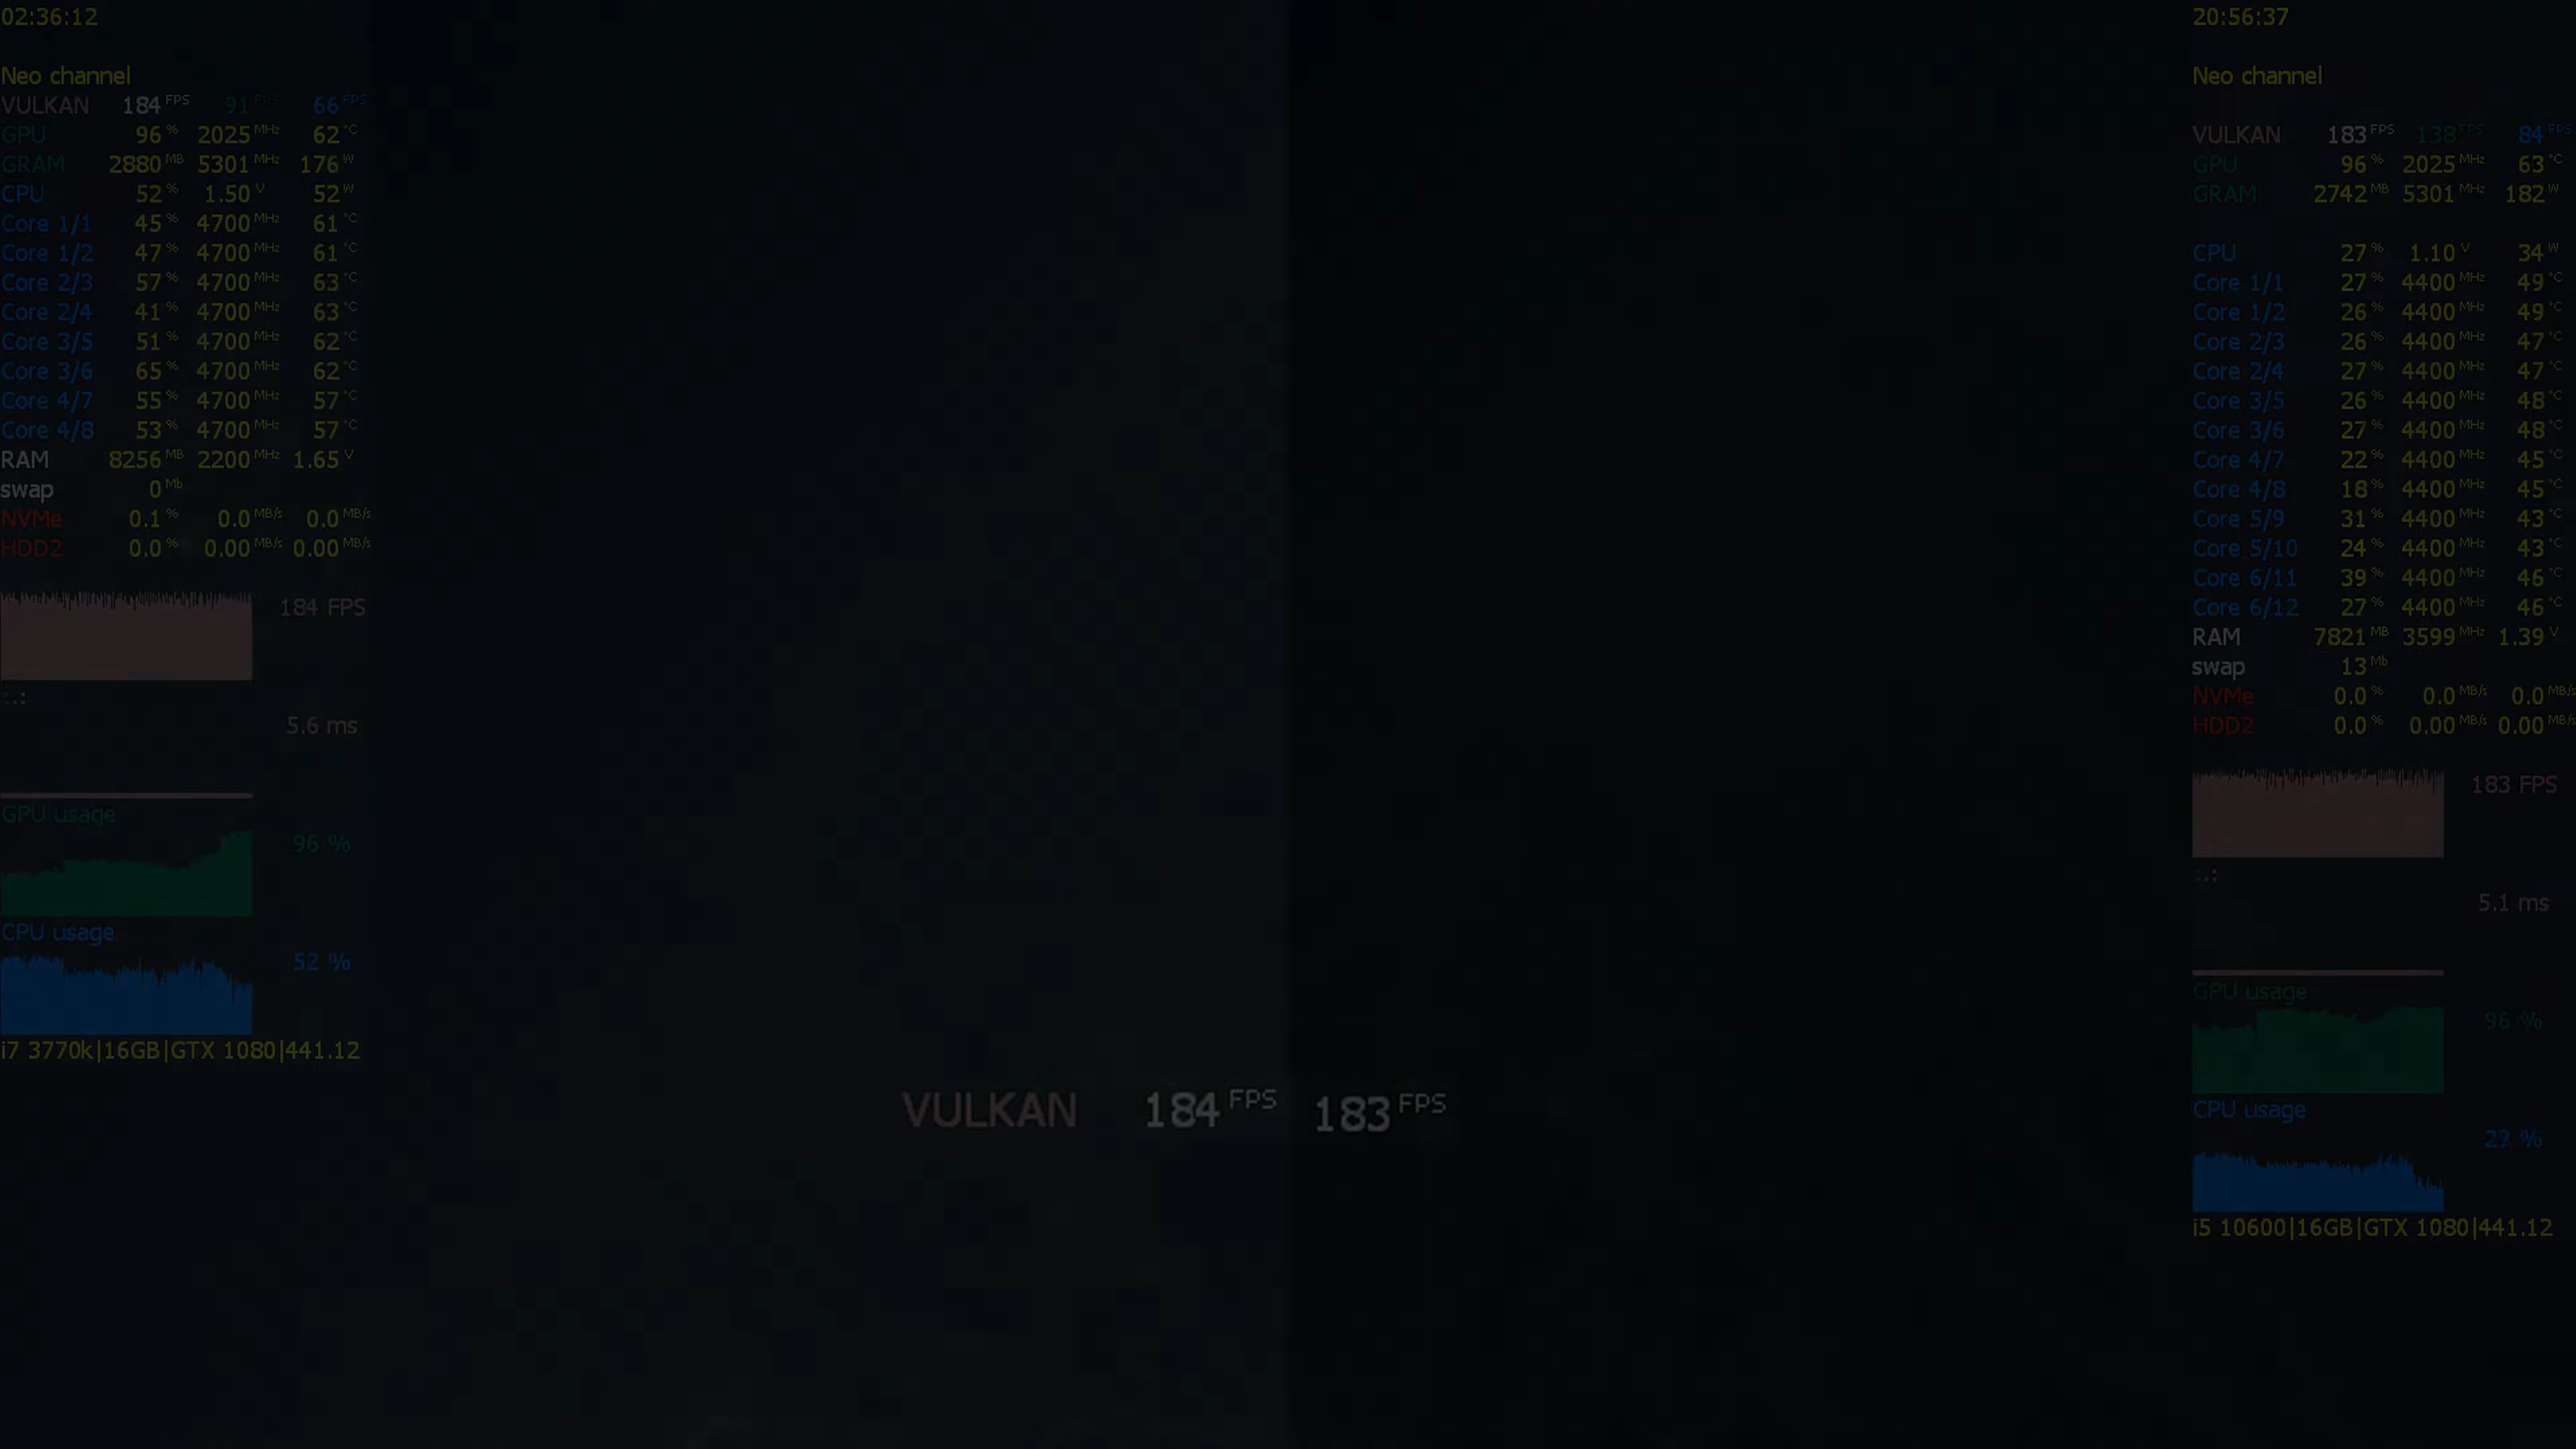 02:36:12
Neo channel
VULKAN 184 FPS 91 FPS 66 FPS
GPU 96 % 2025 MHz 62 °C
GRAM 2880 MB 5301 MHz 176 W
CPU 52 % 1.50 V 52 W
Core 1/1 45 % 4700 MHz 61 °C
Core 1/2 47 % 4700 MHz 61 °C
Core 2/3 57 % 4700 MHz 63 °C
Core 2/4 41 % 4700 MHz 63 °C
Core 3/5 51 % 4700 MHz 62 °C
Core 3/6 65 % 4700 MHz 62 °C
Core 4/7 55 % 4700 MHz 57 °C
Core 4/8 53 % 4700 MHz 57 °C
RAM 8256 MB 2200 MHz 1.65 V
swap 0 Mb
NVMe 0.1 % 0.0 MB/s 0.0 MB/s
HDD2 0.0 % 0.00 MB/s 0.00 MB/s
184 FPS
5.6 ms
GPU usage
96 %
CPU usage
52 %
i7 3770k|16GB|GTX 1080|441.12
VULKAN 184 FPS 183 FPS
20:56:37
Neo channel
VULKAN 183 FPS 138 FPS 84 FPS
GPU 96 % 2025 MHz 63 °C
GRAM 2742 MB 5301 MHz 182 W
CPU 27 % 1.10 V 34 W
Core 1/1 27 % 4400 MHz 49 °C
Core 1/2 26 % 4400 MHz 49 °C
Core 2/3 26 % 4400 MHz 47 °C
Core 2/4 27 % 4400 MHz 47 °C
Core 3/5 26 % 4400 MHz 48 °C
Core 3/6 27 % 4400 MHz 48 °C
Core 4/7 22 % 4400 MHz 45 °C
Core 4/8 18 % 4400 MHz 45 °C
Core 5/9 31 % 4400 MHz 43 °C
Core 5/10 24 % 4400 MHz 43 °C
Core 6/11 39 % 4400 MHz 46 °C
Core 6/12 27 % 4400 MHz 46 °C
RAM 7821 MB 3599 MHz 1.39 V
swap 13 Mb
NVMe 0.0 % 0.0 MB/s 0.0 MB/s
HDD2 0.0 % 0.00 MB/s 0.00 MB/s
183 FPS
5.1 ms
GPU usage
96 %
CPU usage
27 %
i5 10600|16GB|GTX 1080|441.12